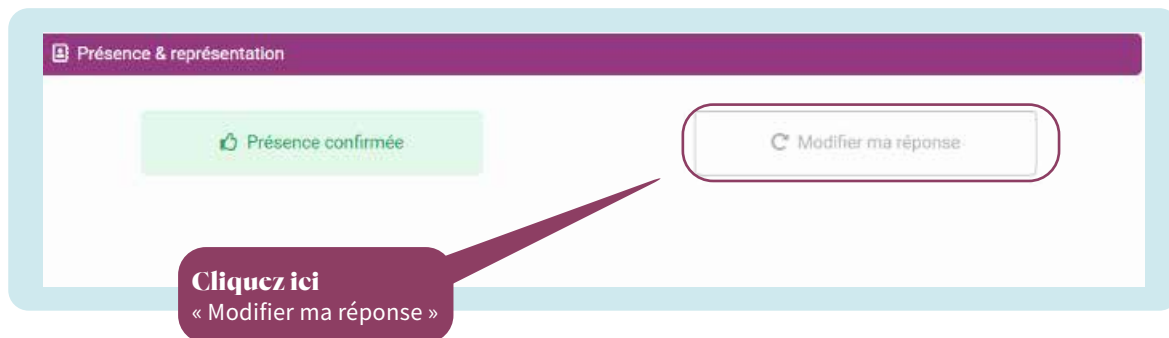 Présence & représentation
Présence confirmée
Modifier ma réponse
Cliquez ici
« Modifier ma réponse »